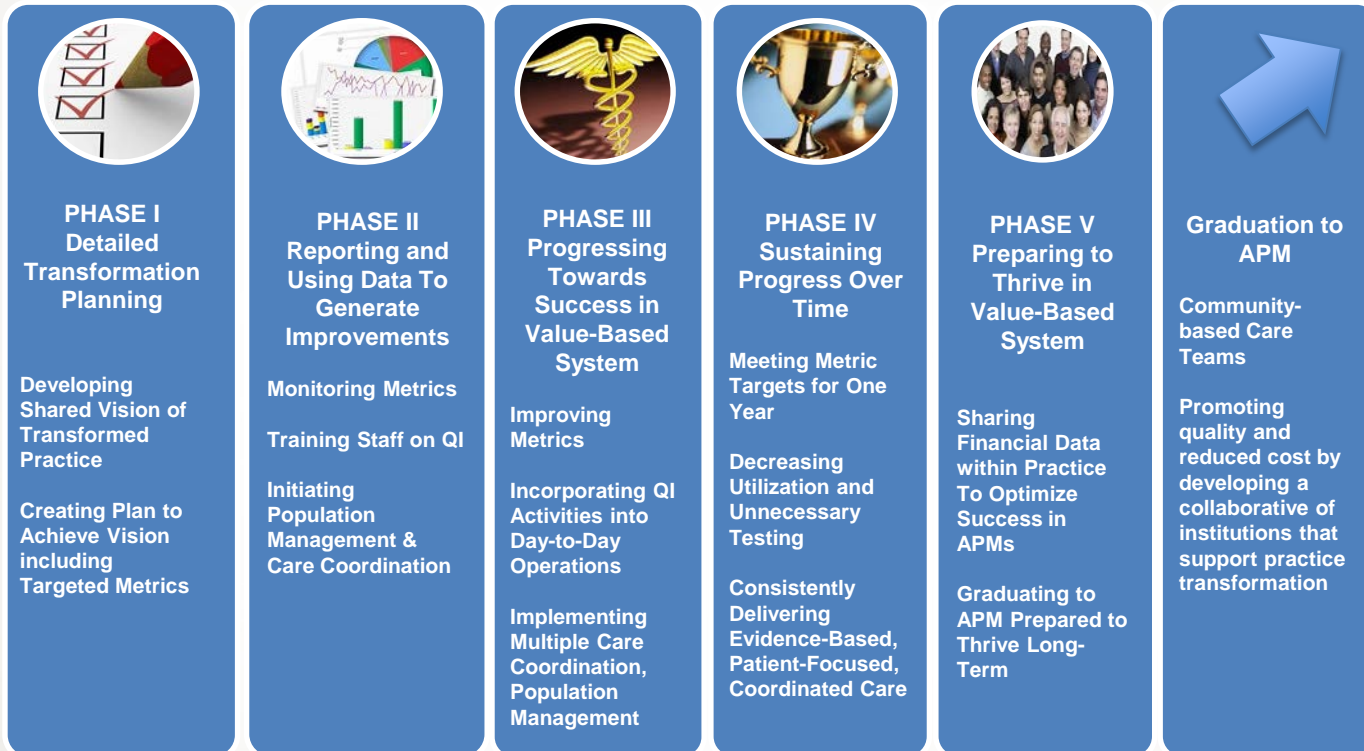 PHASE I
Detailed
Transformation
Planning
Developing
Shared Vision of
Transformed
Practice
Creating Plan to
Achieve Vision
including
Targeted Metrics
PHASE II
Reporting and
Using Data To
Generate
Improvements
Monitoring Metrics
Training Staff on QI
Initiating
Population
Management &
Care Coordination
PHASE III
Progressing
Towards
Success in
Value-Based
System
Improving
Metrics
Incorporating QI
Activities into
Day-to-Day
Operations
Implementing
Multiple Care
Coordination,
Population
Management
PHASE IV
Sustaining
Progress Over
Time
Meeting Metric
Targets for One
Year
Decreasing
Utilization and
Unnecessary
Testing
Consistently
Delivering
Evidence-Based,
Patient-Focused,
Coordinated Care
PHASE V
Preparing to
Thrive in
Value-Based
System
Sharing
Financial Data
within Practice
To Optimize
Success in
APMs
Graduating to
APM Prepared to
Thrive Long-
Term
Graduation to
APM
Community-
based Care
Teams
Promoting
quality and
reduced cost by
developing a
collaborative of
institutions that
support practice
transformation